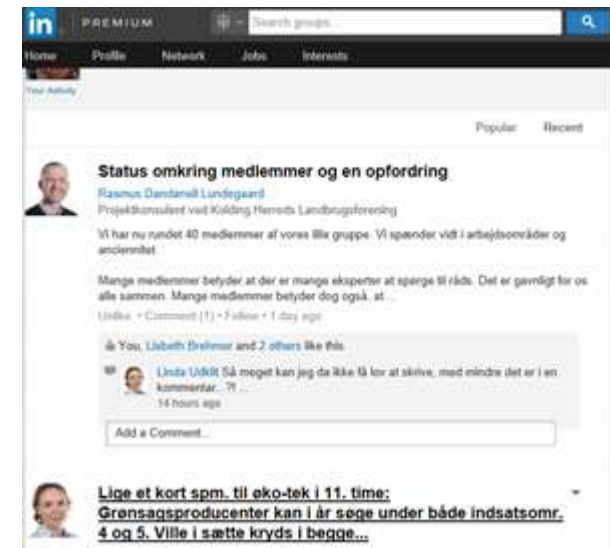 in PREMIUM Search groups...
Home Profile Network Jobs Interests
Your Activity
Popular Recent
Status omkring medlemmer og en opfordring
Rasmus Dandanell Lundegaard
Projektkonsulent ved Kolding Herreds Landbrugsforening
Vi har nu rundet 40 medlemmer af vores lille gruppe. Vi spænder vidt i arbejdsområder og
anciennitet.
Mange medlemmer betyder at der er mange eksperter at spørge til råds. Det er gavnligt for os
alle sammen. Mange medlemmer betyder dog også, at ...
Unlike • Comment (1) • Follow • 1 day ago
You, Lisbeth Brehmer and 2 others like this
Linda Udklit Så meget kan jeg da ikke få lov at skrive, med mindre det er i en
kommentar...?! ...
14 hours ago
Add a Comment...
Lige et kort spm. til øko-tek i 11. time:
Grønsagsproducenter kan i år søge under både indsatsomr.
4 og 5. Ville i sætte kryds i begge...